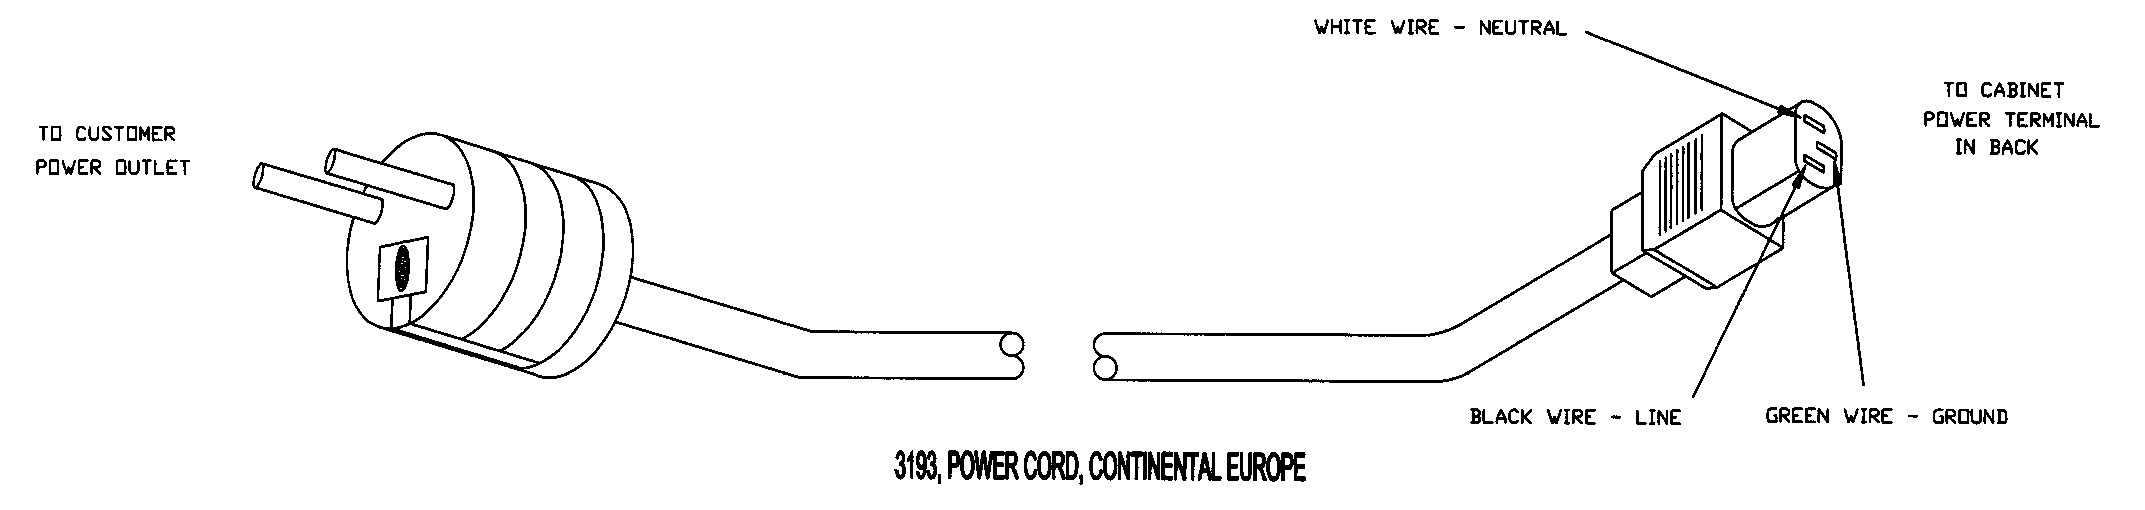 WHITE WIRE - NEUTRAL
TO CABINET
POWER TERMINAL
IN BACK
TO CUSTOMER
POWER OUTLET
BLACK WIRE - LINE
GREEN WIRE - GROUND
3193, POWER CORD, CONTINENTAL EUROPE